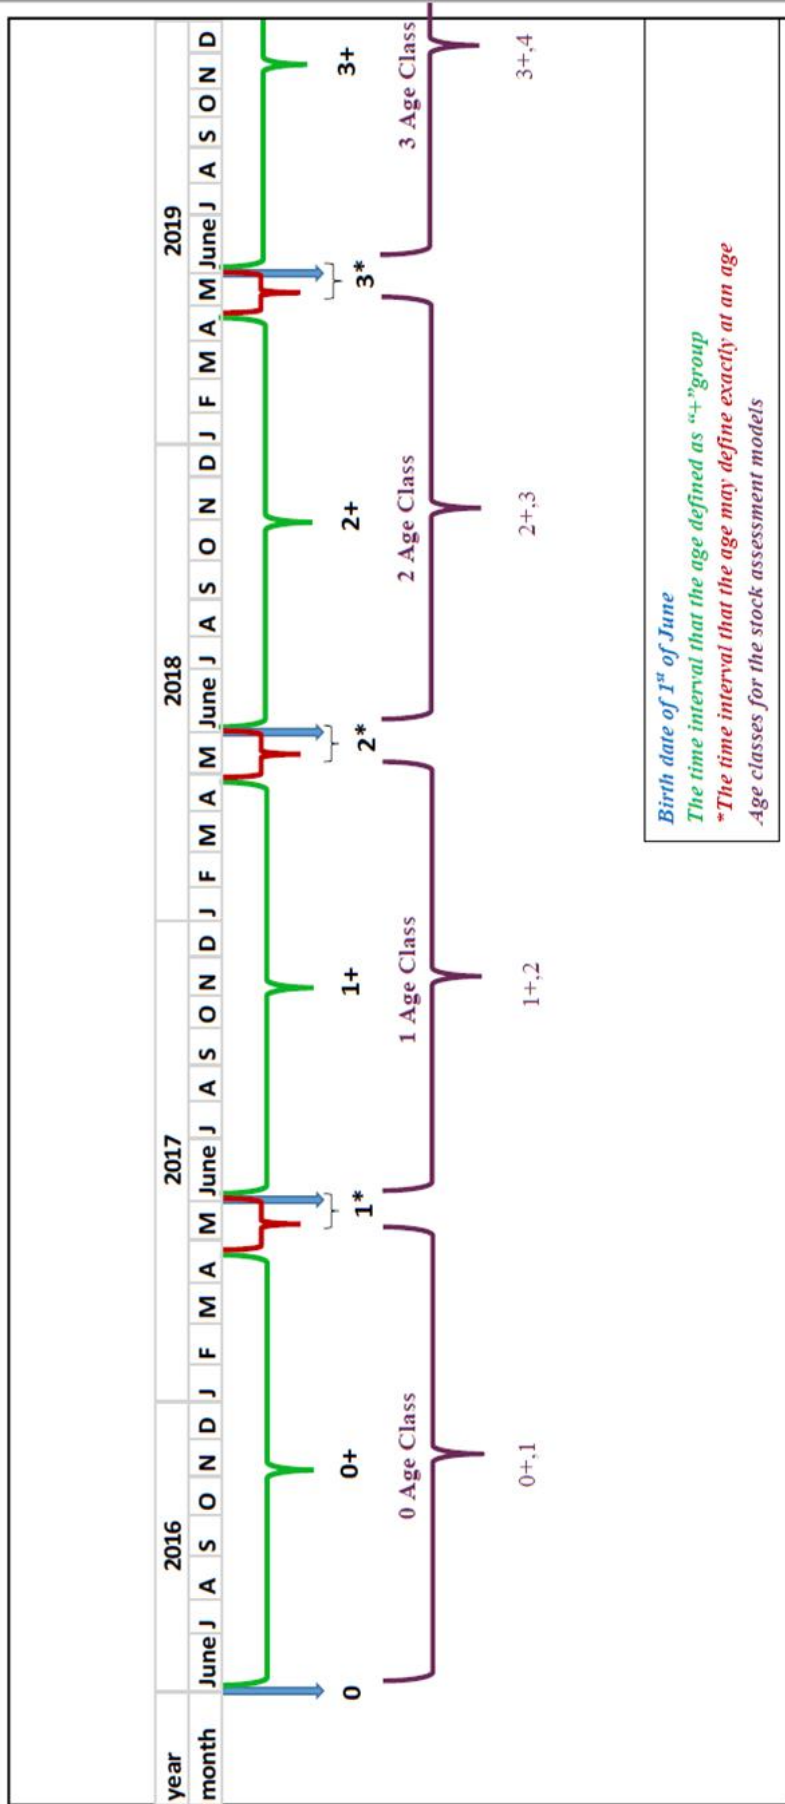 year 2016 2017 2018 2019
month June J A S O N D J F M A M June J A S O N D J F M A M June J A S O N D J F M A M June J A S O N D
0 0+ 1* 1+ 2* 2+ 3* 3+
0 Age Class 1 Age Class 2 Age Class 3 Age Class
0+,1 1+,2 2+,3 3+,4
Birth date of 1st of June
The time interval that the age defined as “+”group
*The time interval that the age may define exactly at an age
Age classes for the stock assessment models